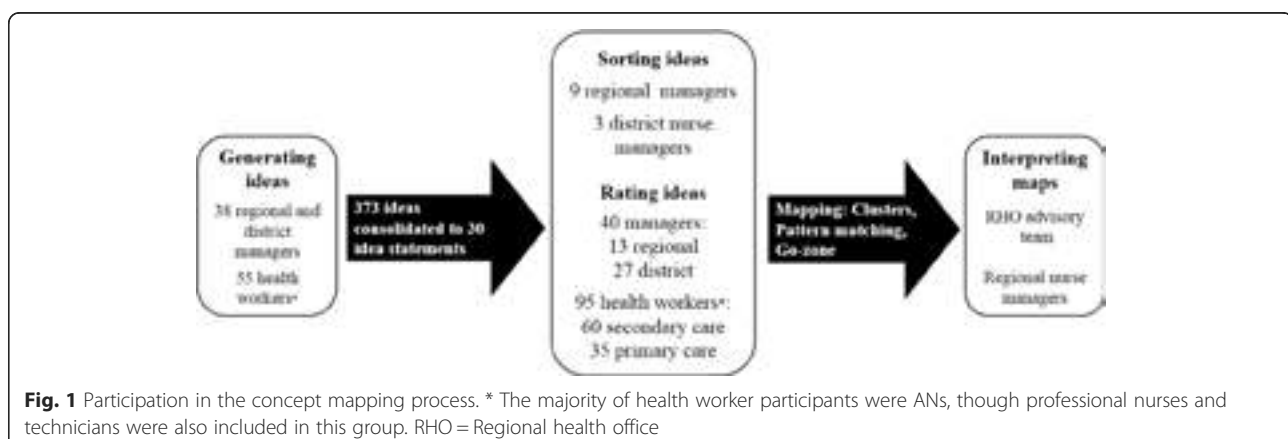 Generating
ideas
38 regional and
district
managers
55 health
workers*
373 ideas
consolidated to 30
idea statements
Sorting ideas
9 regional managers
3 district nurse
managers
Rating ideas
40 managers:
13 regional
27 district
95 health workers*:
60 secondary care
35 primary care
Mapping: Clusters,
Pattern matching,
Go-zone
Interpreting
maps
RHO advisory
team
Regional nurse
managers
Fig. 1 Participation in the concept mapping process. * The majority of health worker participants were ANs, though professional nurses and
technicians were also included in this group. RHO = Regional health office